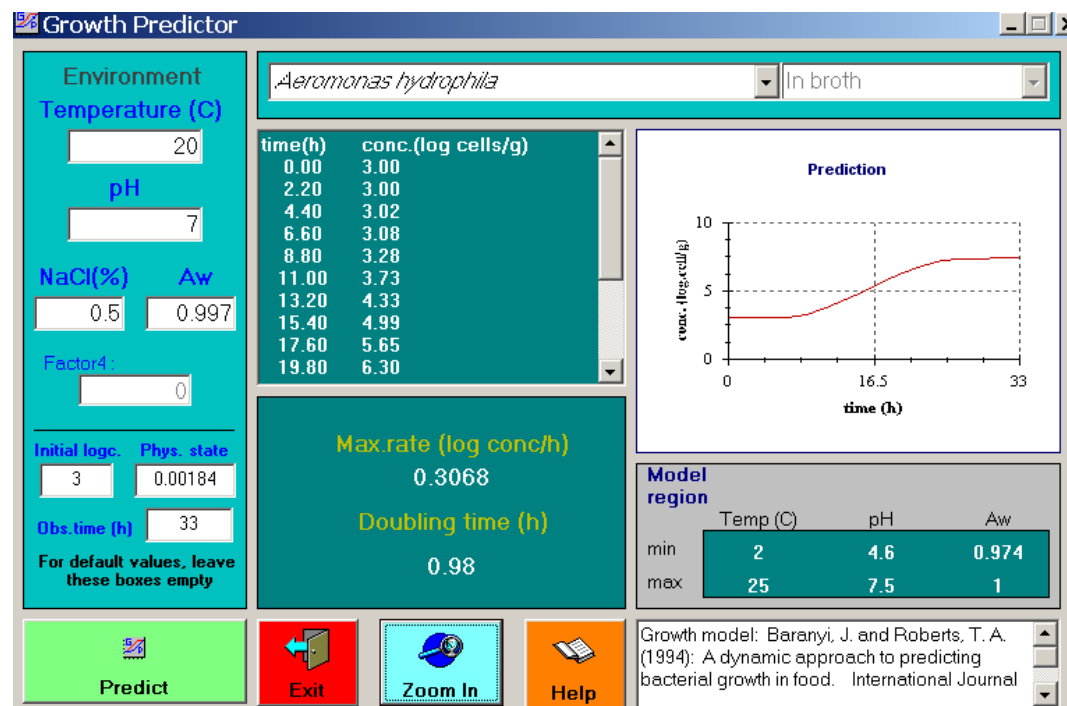 Growth Predictor
Environment
Temperature (C)
20
pH
7
NaCl(%) Aw
0.5 0.997
Factor4 :
0
Initial logc. Phys. state
3 0.00184
Obs.time (h) 33
For default values, leave
these boxes empty
Predict
Aeromonas hydrophila In broth
time(h) conc.(log cells/g)
0.00 3.00
2.20 3.00
4.40 3.02
6.60 3.08
8.80 3.28
11.00 3.73
13.20 4.33
15.40 4.99
17.60 5.65
19.80 6.30
Max.rate (log conc/h)
0.3068
Doubling time (h)
0.98
Exit
Zoom In
Help
Prediction
conc. (log.cell/g)
10
5
0
0 16.5 33
time (h)
Model
region
Temp (C) pH Aw
min 2 4.6 0.974
max 25 7.5 1
Growth model: Baranyi, J. and Roberts, T. A.
(1994): A dynamic approach to predicting
bacterial growth in food. International Journal